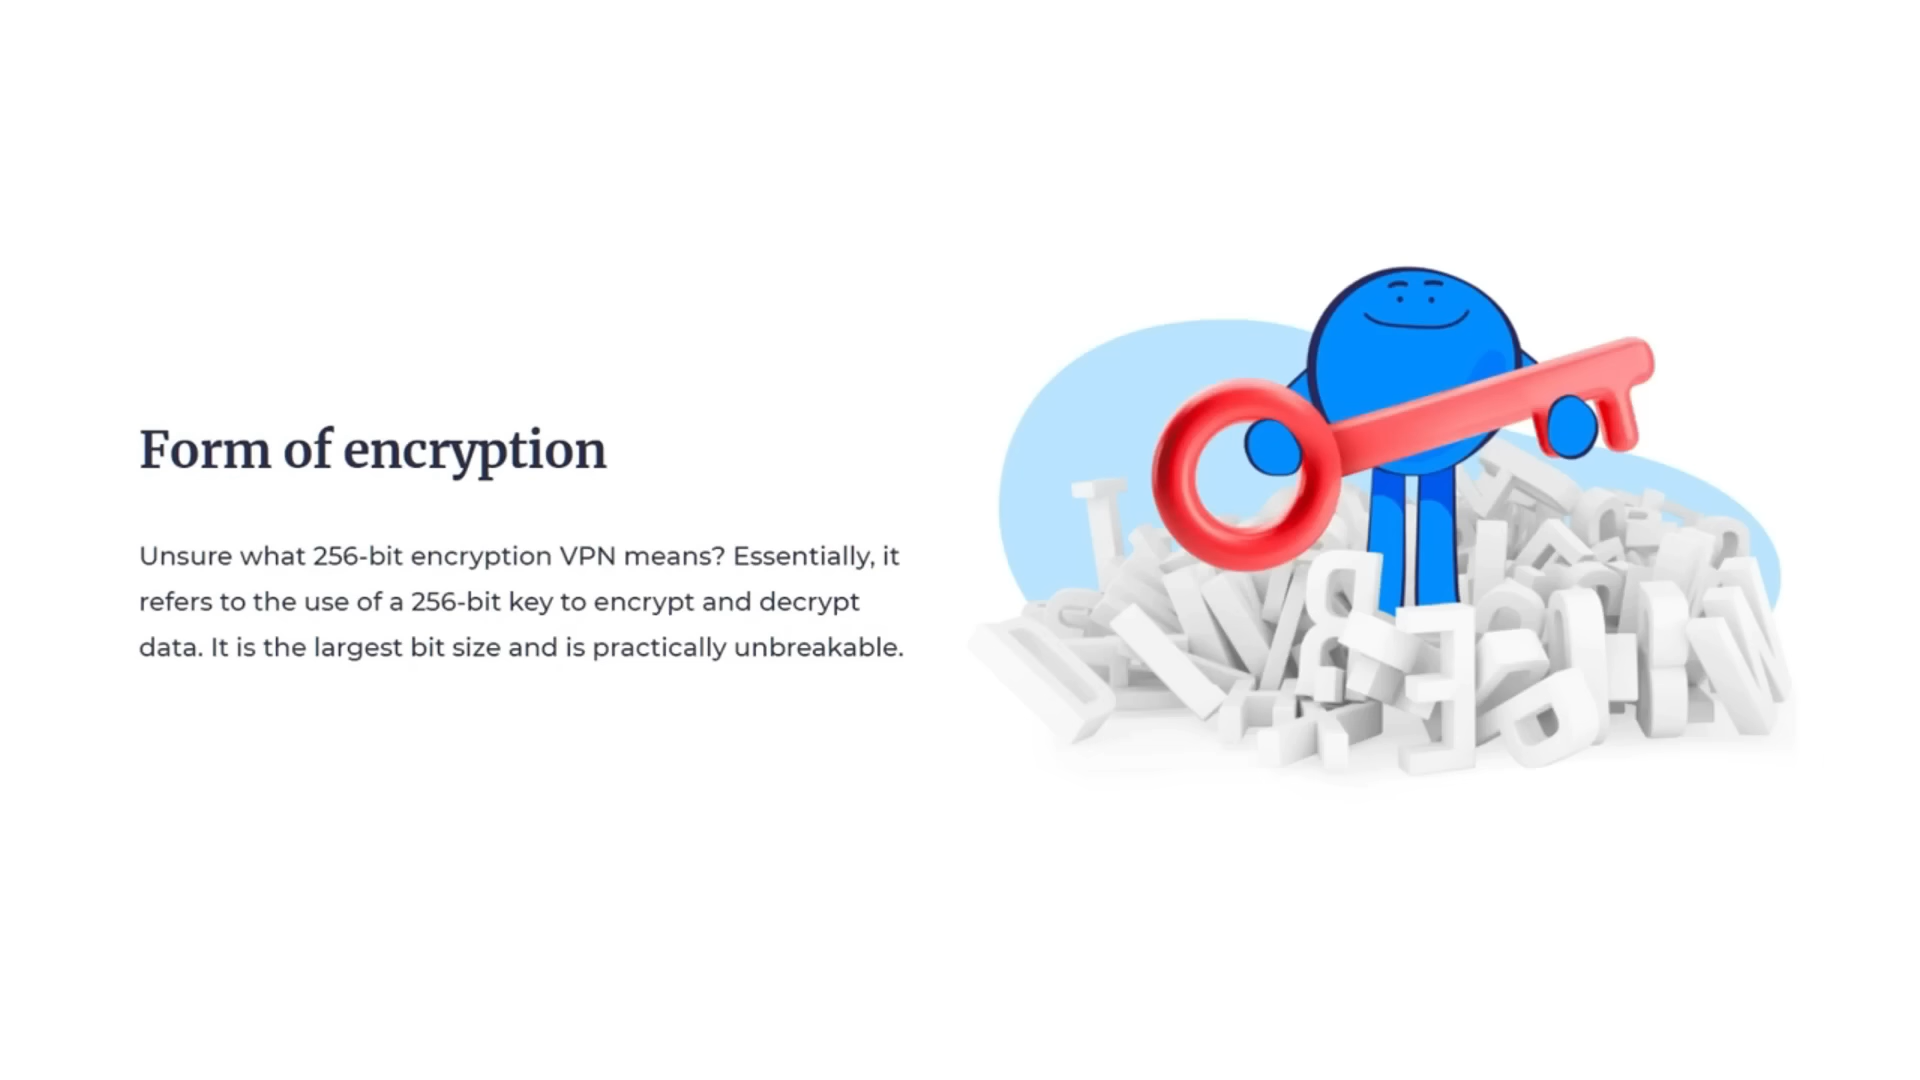 Form of encryption
Unsure what 256-bit encryption VPN means? Essentially, it
refers to the use of a 256-bit key to encrypt and decrypt
data. It is the largest bit size and is practically unbreakable.